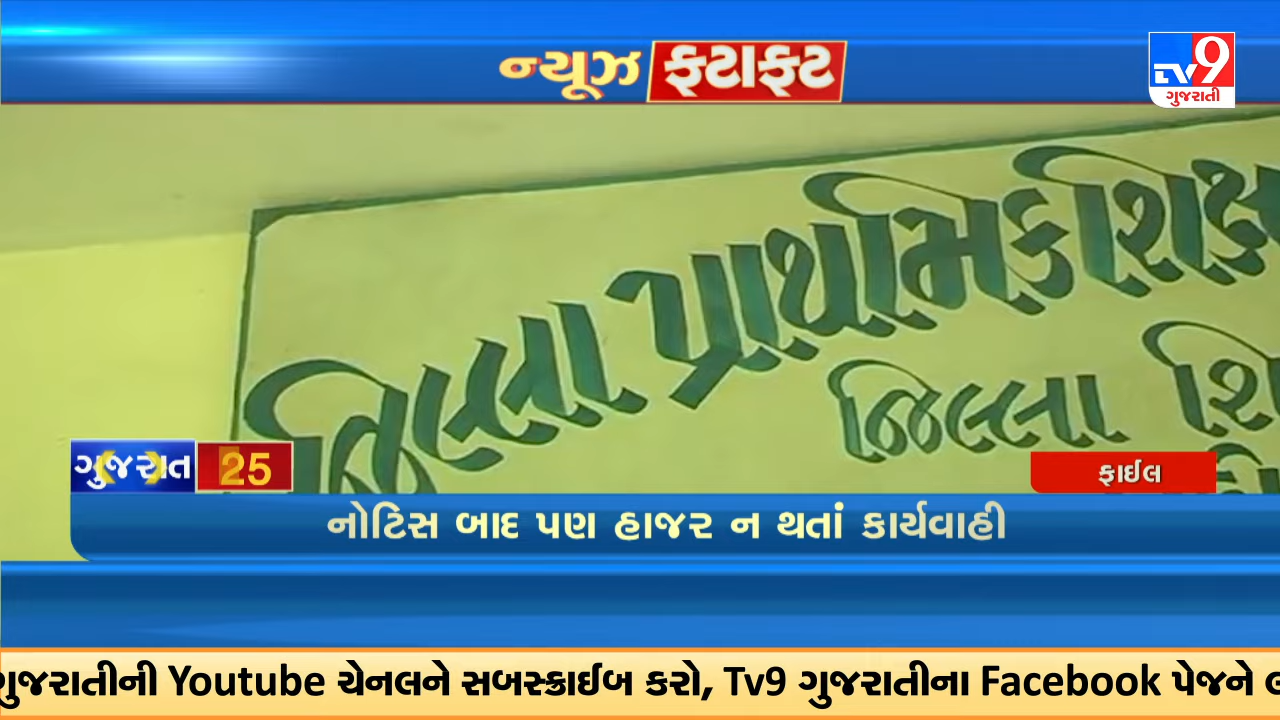 ન્યૂઝ ફટાફટ
tv9
ગુજરાતી
જિલ્લા પ્રાથમિક
જિલ્લા
ગુજરાત 25
ફાઈલ
નોટિસ બાદ પણ હાજર ન થતાં કાર્યવાહી
ગુજરાતીની Youtube ચેનલને સબસ્ક્રાઈબ કરો, Tv9 ગુજરાતીના Facebook પેજને